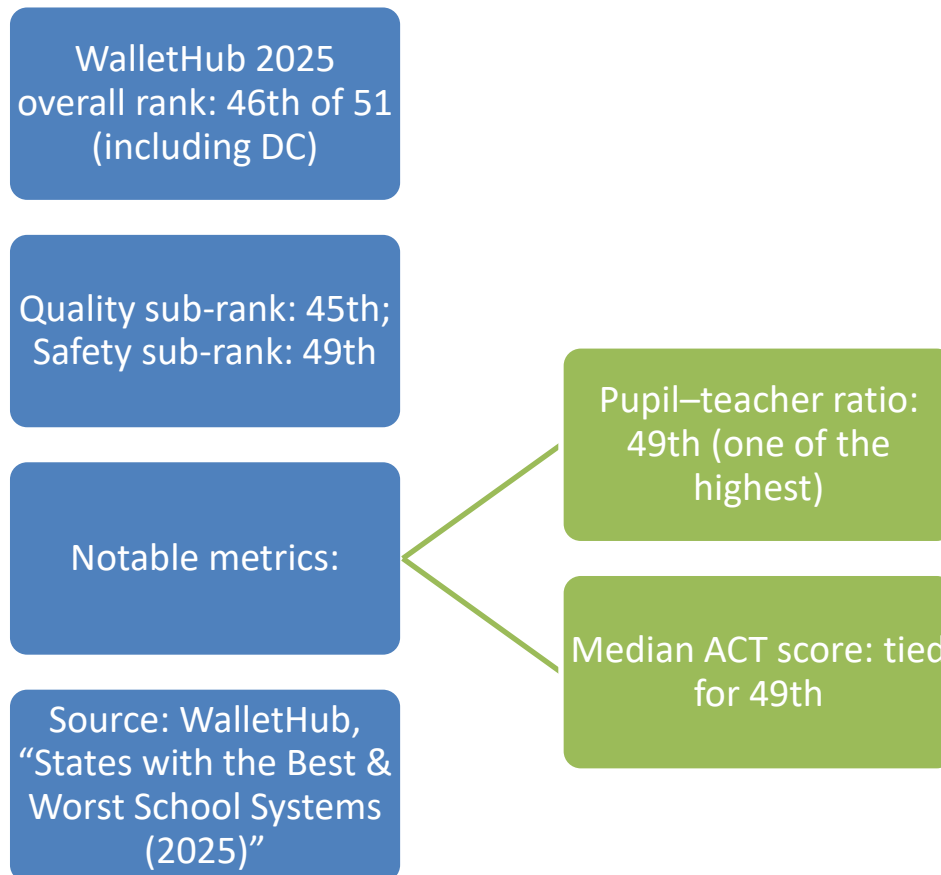 WalletHub 2025
overall rank: 46th of 51
(including DC)
Quality sub-rank: 45th;
Safety sub-rank: 49th
Notable metrics:
Pupil–teacher ratio:
49th (one of the
highest)
Median ACT score: tied
for 49th
Source: WalletHub,
“States with the Best &
Worst School Systems
(2025)”